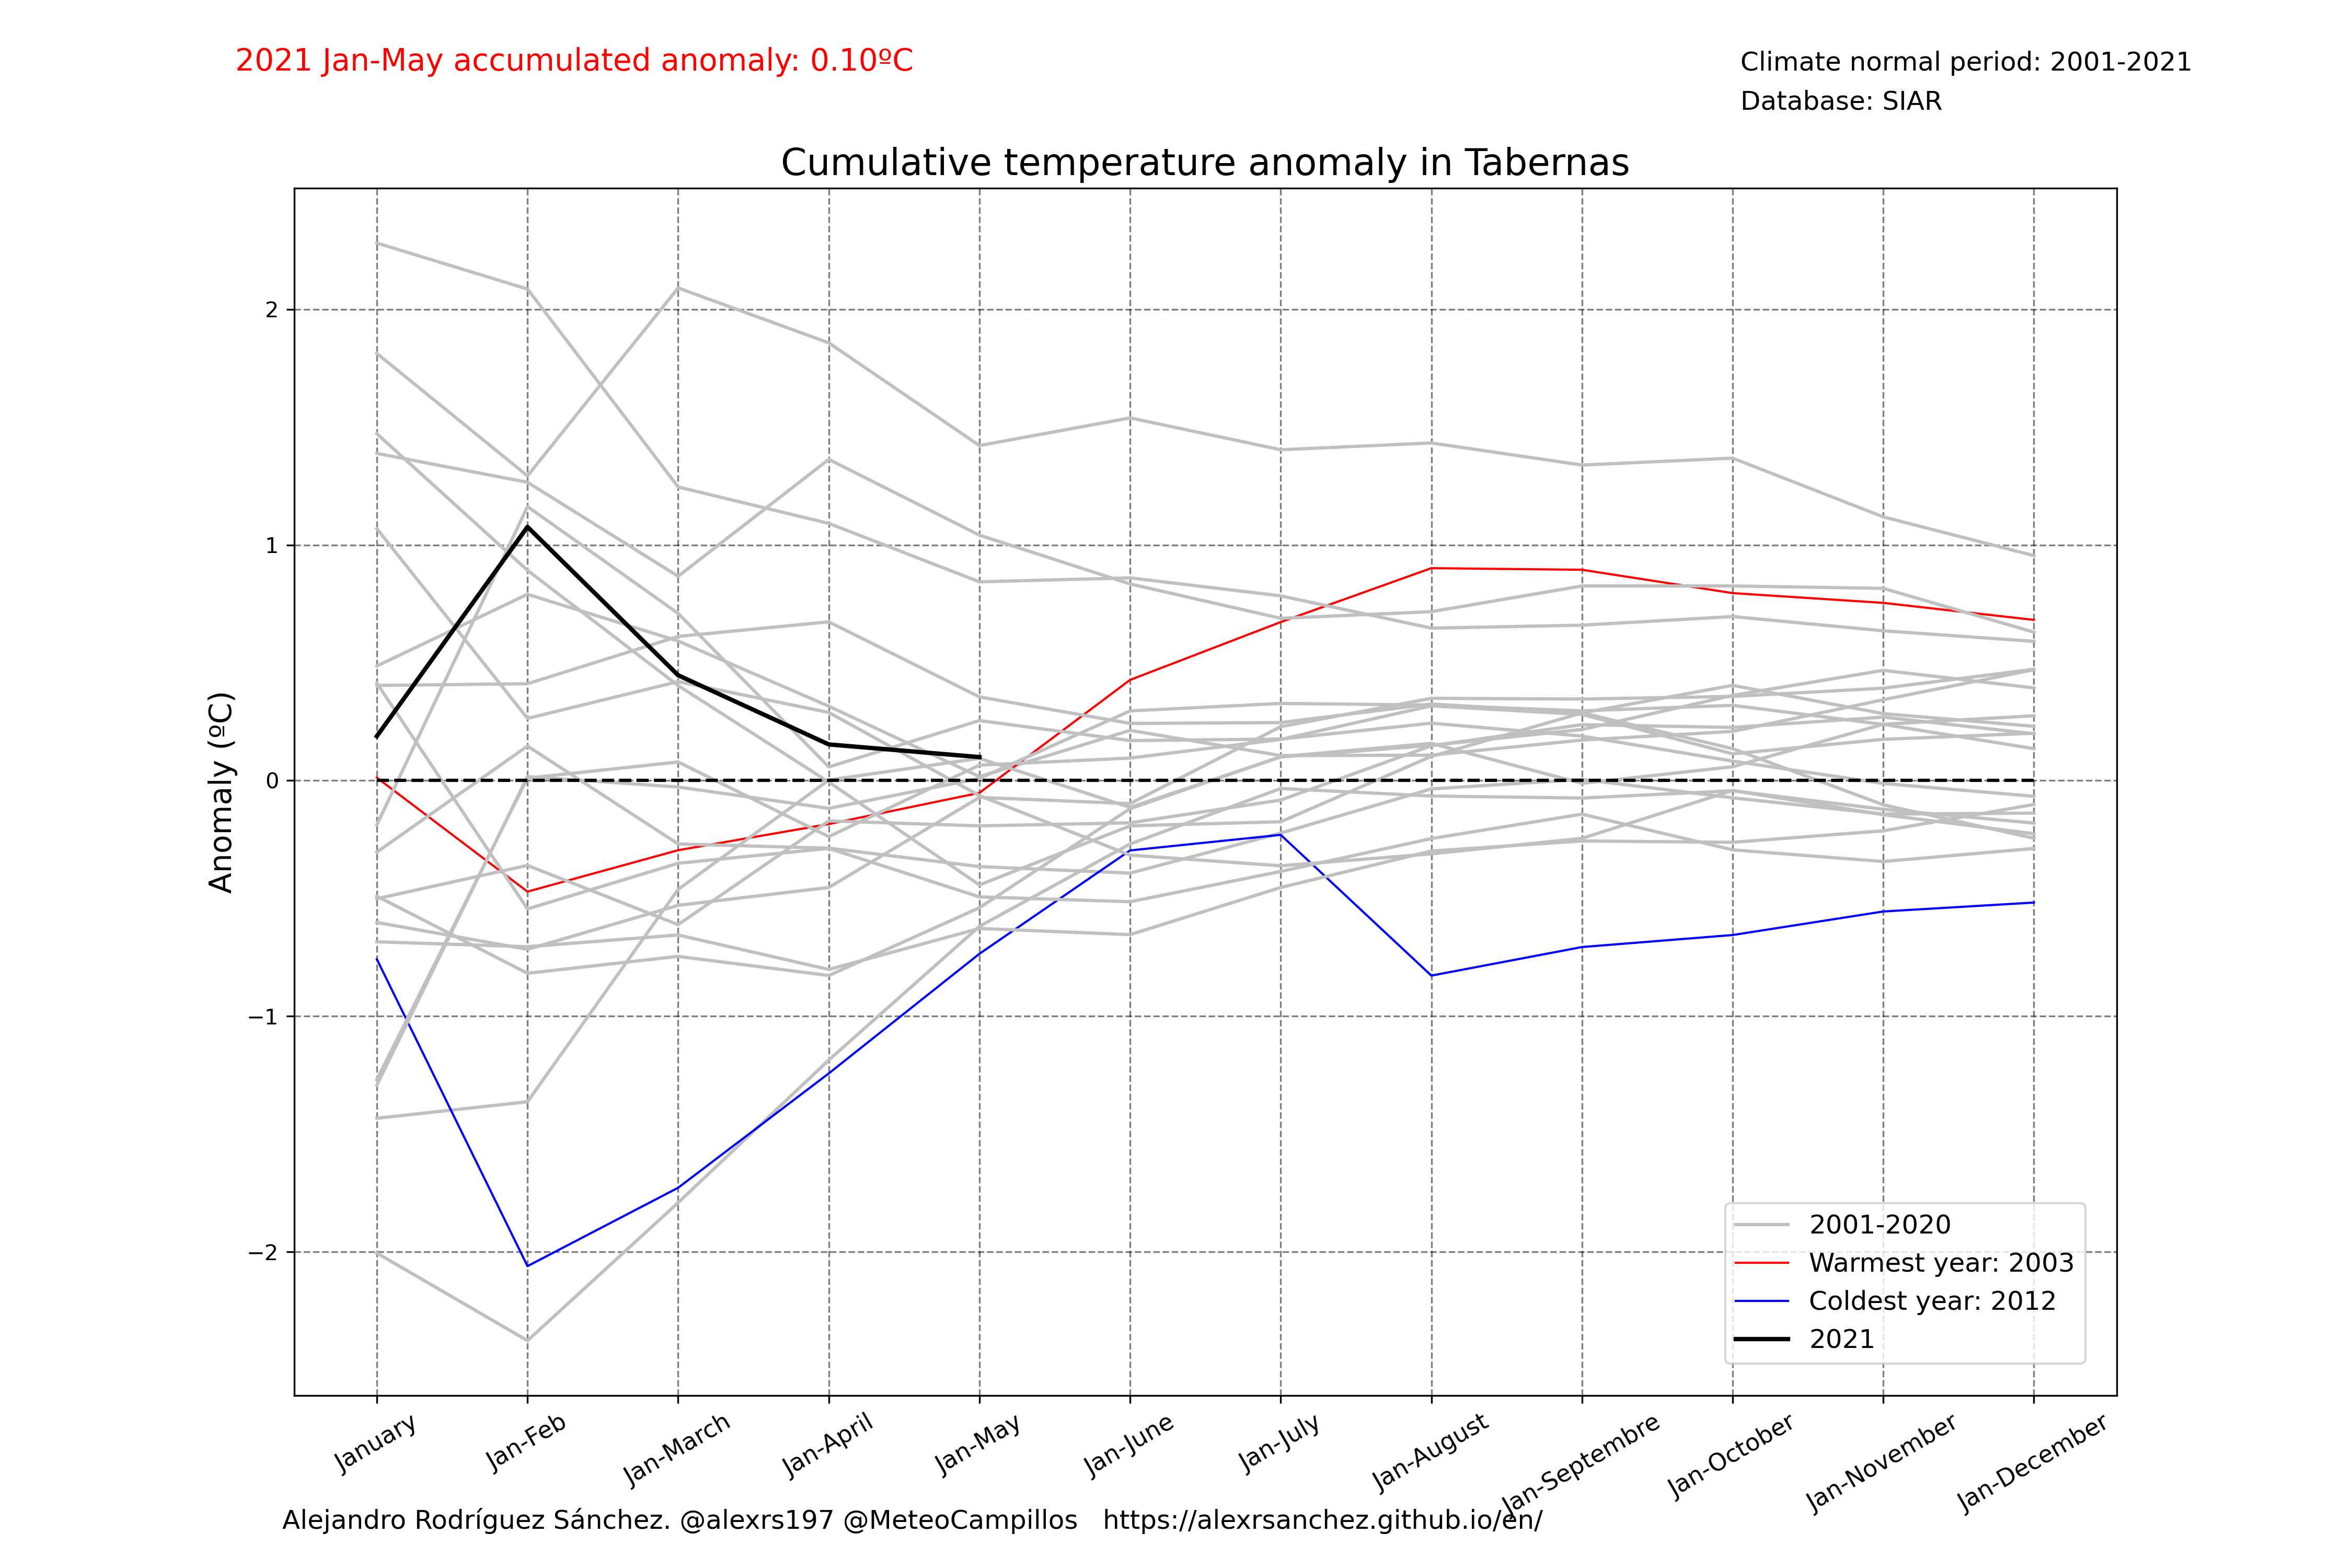 2021 Jan-May accumulated anomaly: 0.10ºC
Climate normal period: 2001-2021
Database: SIAR
Cumulative temperature anomaly in Tabernas
Anomaly (ºC)
2
1
0
−1
−2
2001-2020
Warmest year: 2003
Coldest year: 2012
2021
January
Jan-Feb
Jan-March
Jan-April
Jan-May
Jan-June
Jan-July
Jan-August
Jan-Septembre
Jan-October
Jan-November
Jan-December
Alejandro Rodríguez Sánchez. @alexrs197 @MeteoCampillos https://alexrsanchez.github.io/en/